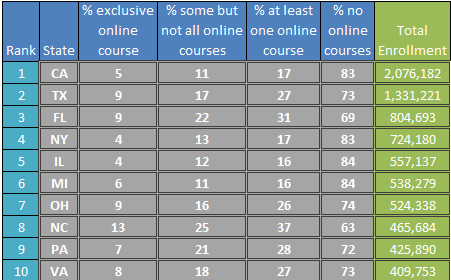 Rank State % exclusive online course % some but not all online courses % at least one online course % no online courses Total Enrollment
1 CA 5 11 17 83 2,076,182
2 TX 9 17 27 73 1,331,221
3 FL 9 22 31 69 804,693
4 NY 4 13 17 83 724,180
5 IL 4 12 16 84 557,137
6 MI 6 11 16 84 538,279
7 OH 9 16 26 74 524,338
8 NC 13 25 37 63 465,684
9 PA 7 21 28 72 425,890
10 VA 8 18 27 73 409,753